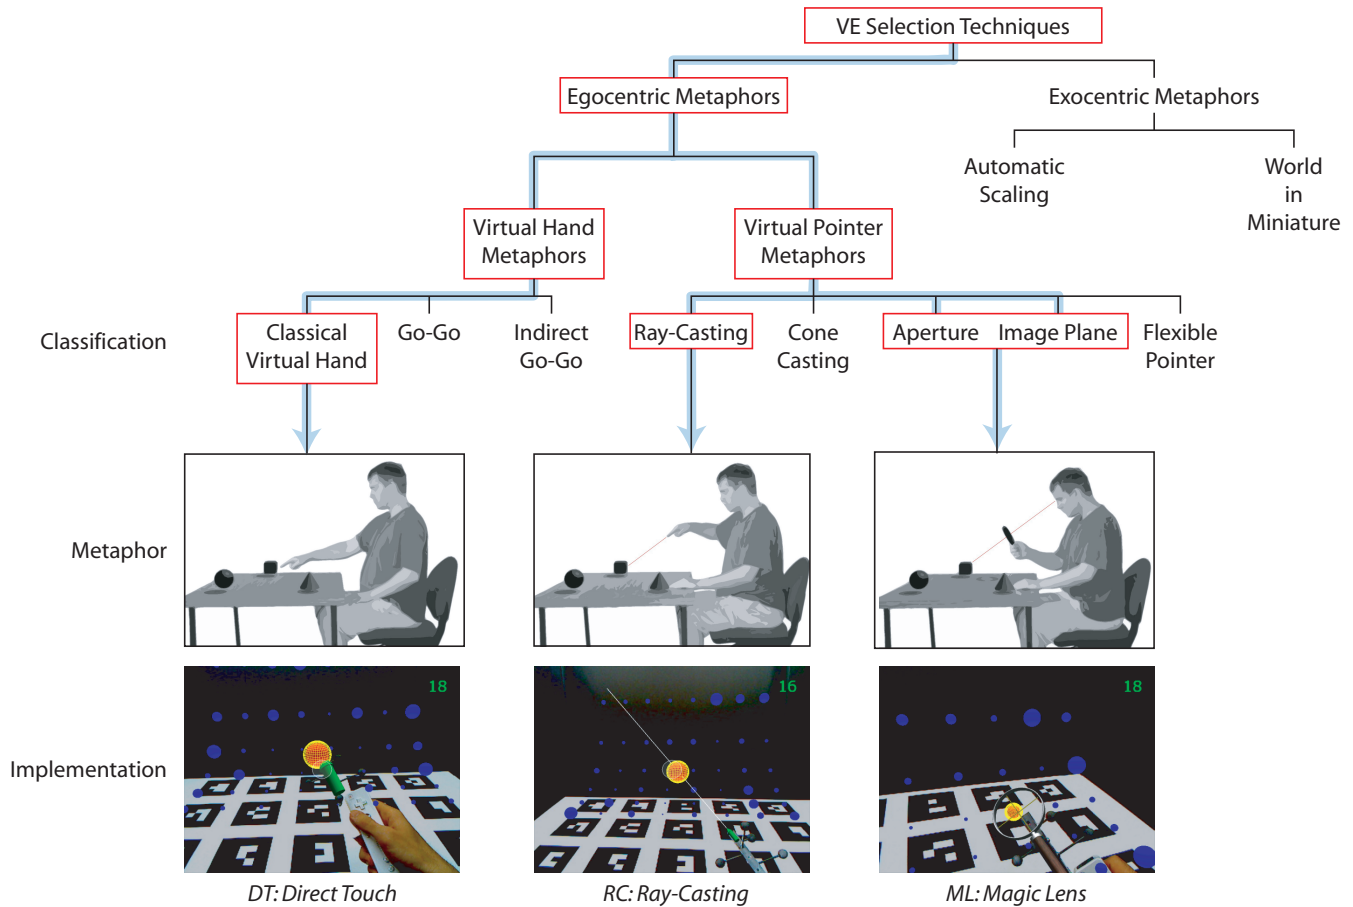 VE Selection Techniques
Egocentric Metaphors
Exocentric Metaphors
Automatic
Scaling
World
in
Miniature
Virtual Hand
Metaphors
Virtual Pointer
Metaphors
Classification
Classical
Virtual Hand
Go-Go
Indirect
Go-Go
Ray-Casting
Cone
Casting
Aperture
Image Plane
Flexible
Pointer
Metaphor
Implementation
18
16
18
DT: Direct Touch
RC: Ray-Casting
ML: Magic Lens